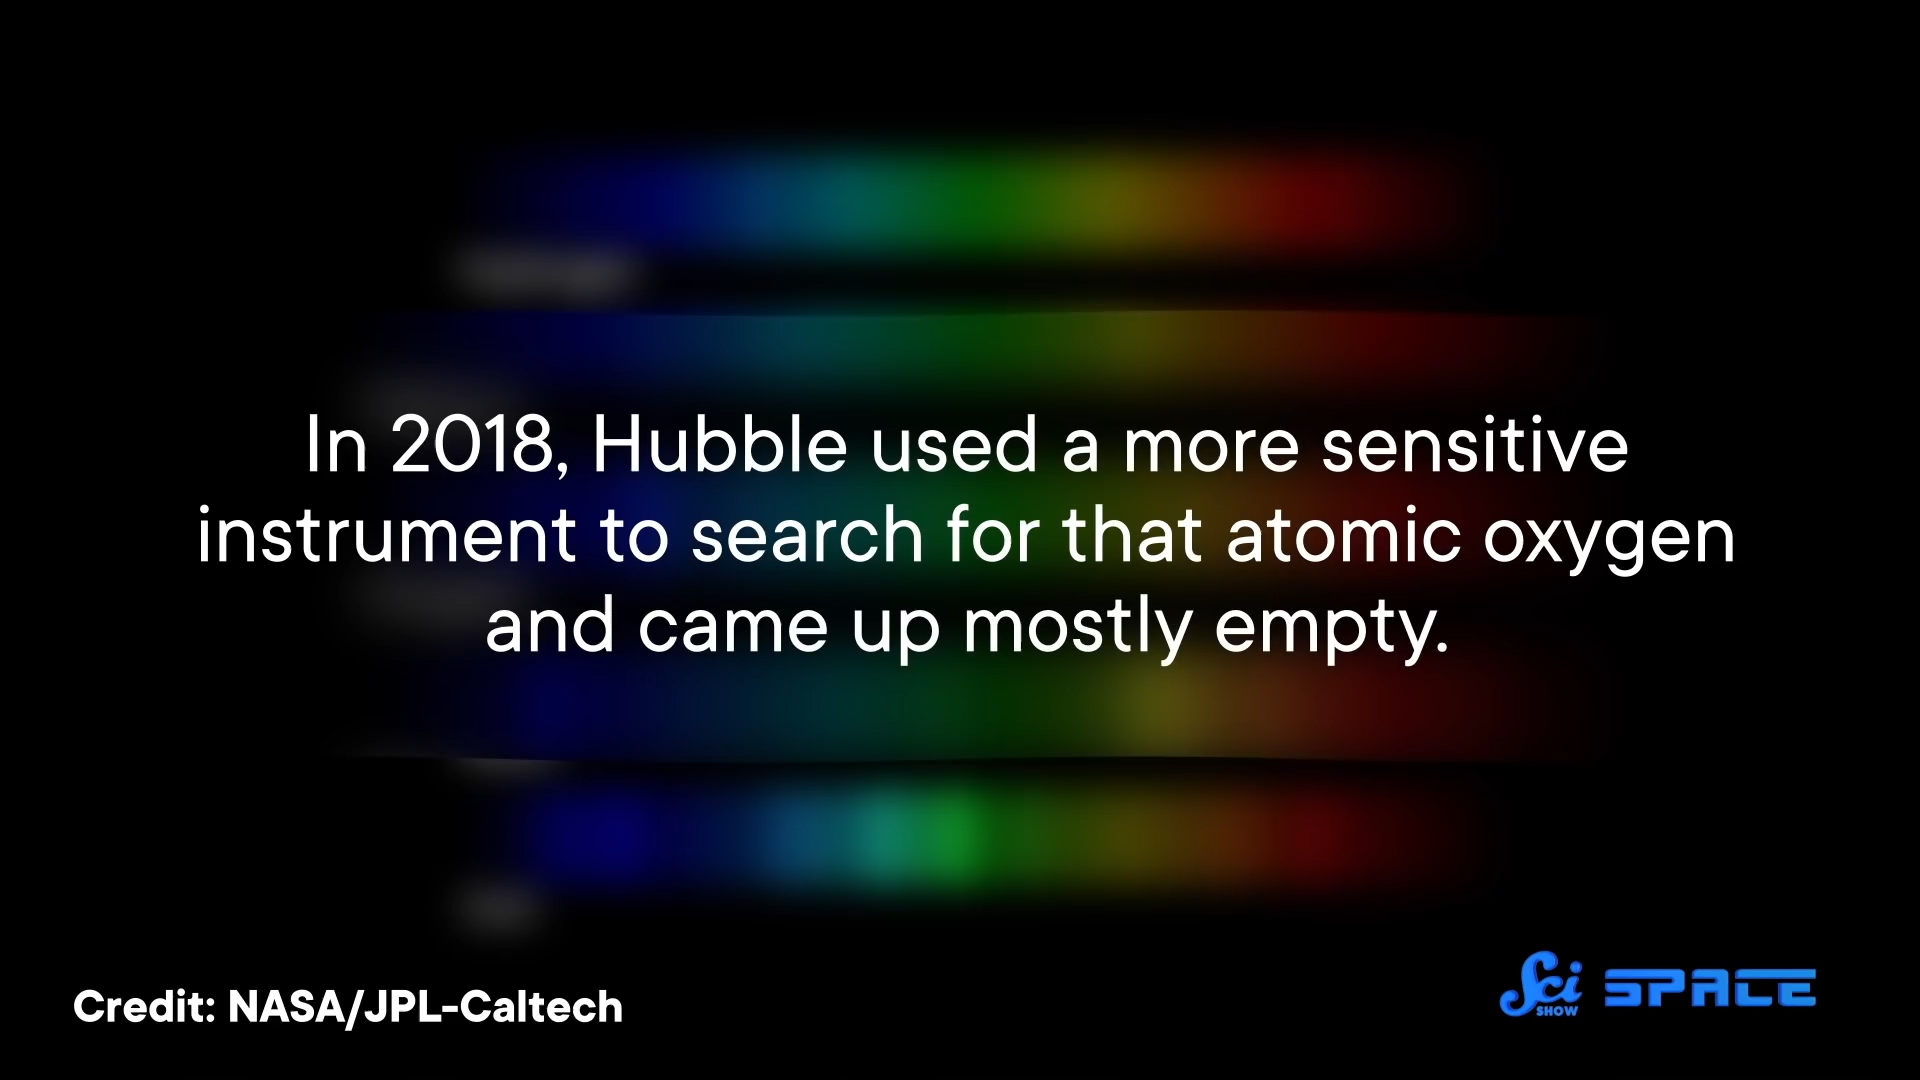 In 2018, Hubble used a more sensitive
instrument to search for that atomic oxygen
and came up mostly empty.
Credit: NASA/JPL-Caltech
Sci SHOW SPACE